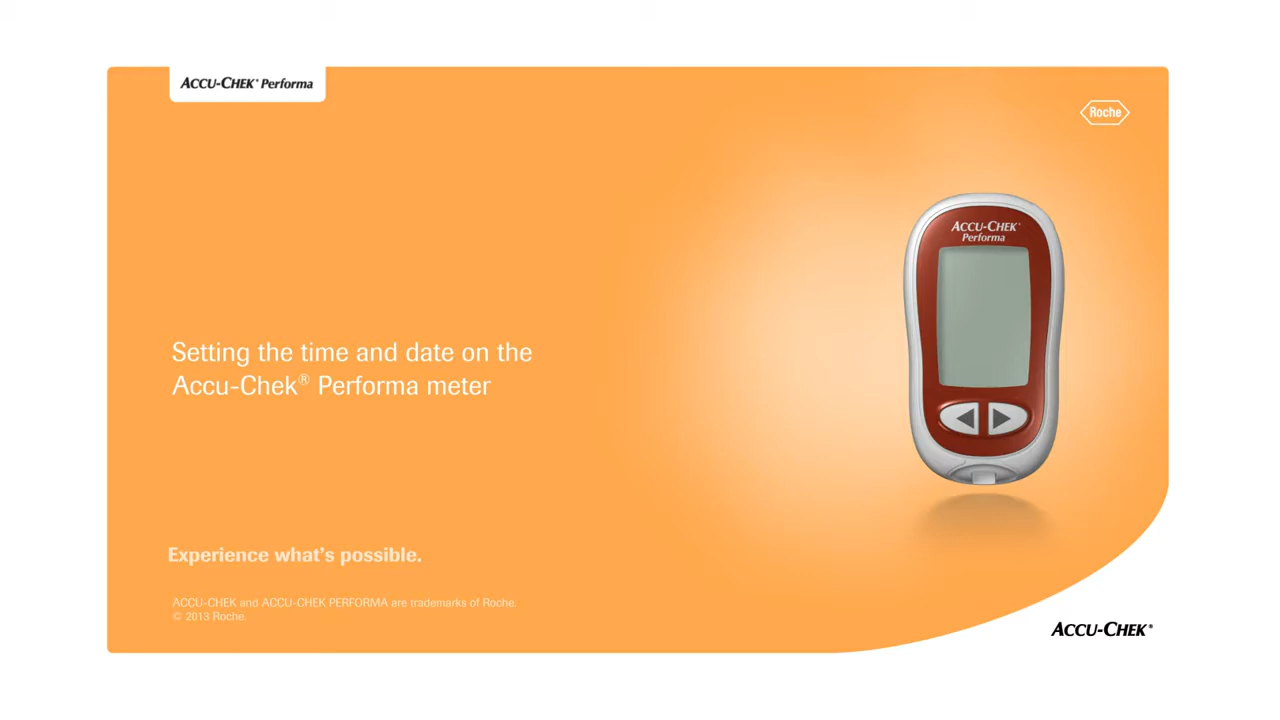 ACCU-CHEK® Performa
Roche
ACCU-CHEK®
Performa
Setting the time and date on the
Accu-Chek® Performa meter
Experience what's possible.
ACCU-CHEK and ACCU-CHEK PERFORMA are trademarks of Roche.
© 2013 Roche.
ACCU-CHEK®